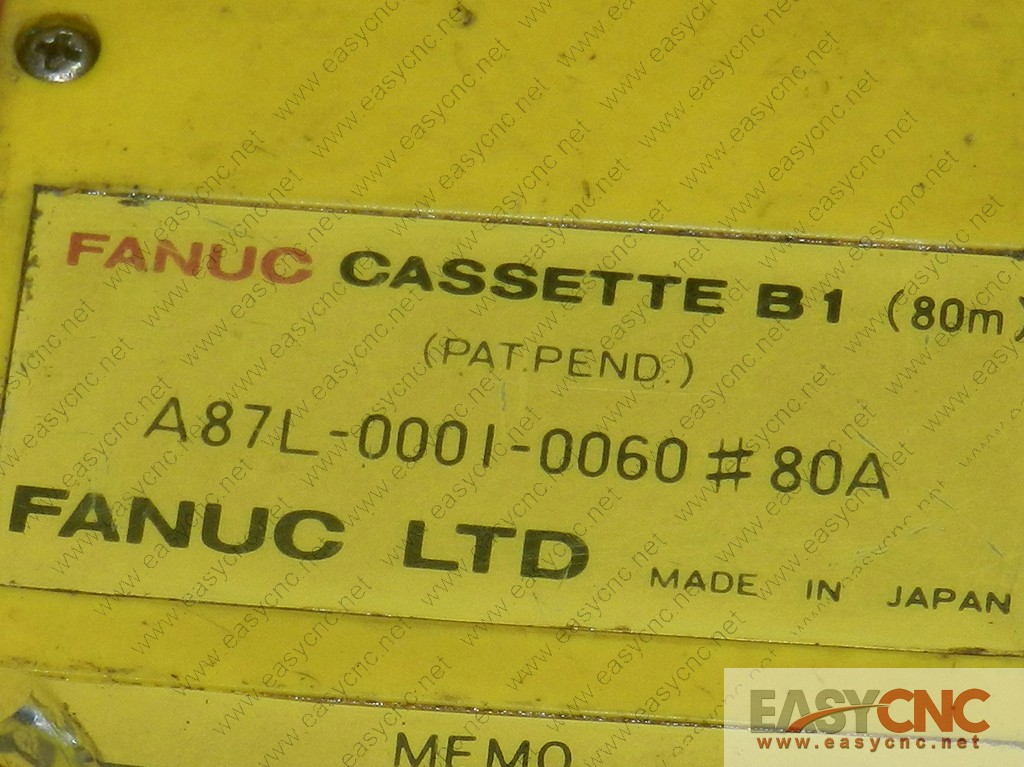 FANUC CASSETTE B1 (80m)
(PAT.PEND.)
A87L-0001-0060#80A
FANUC LTD MADE IN JAPAN
MEMO
EASYCNC
www.easycnc.net